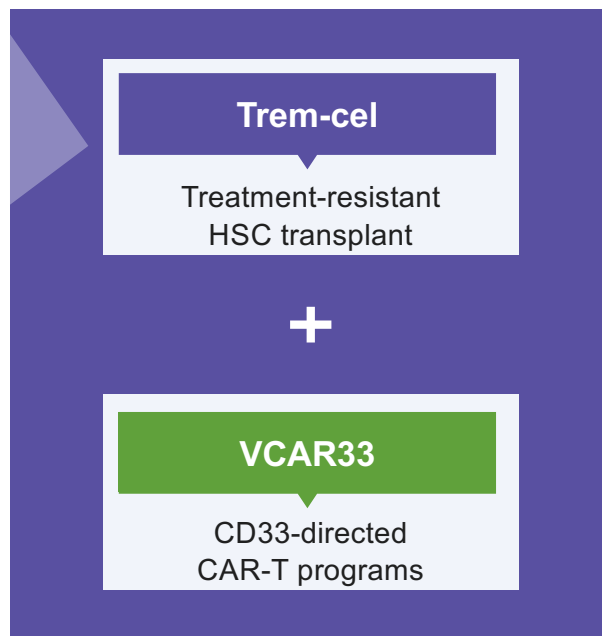 Trem-cel
Treatment-resistant
HSC transplant
+
VCAR33
CD33-directed
CAR-T programs